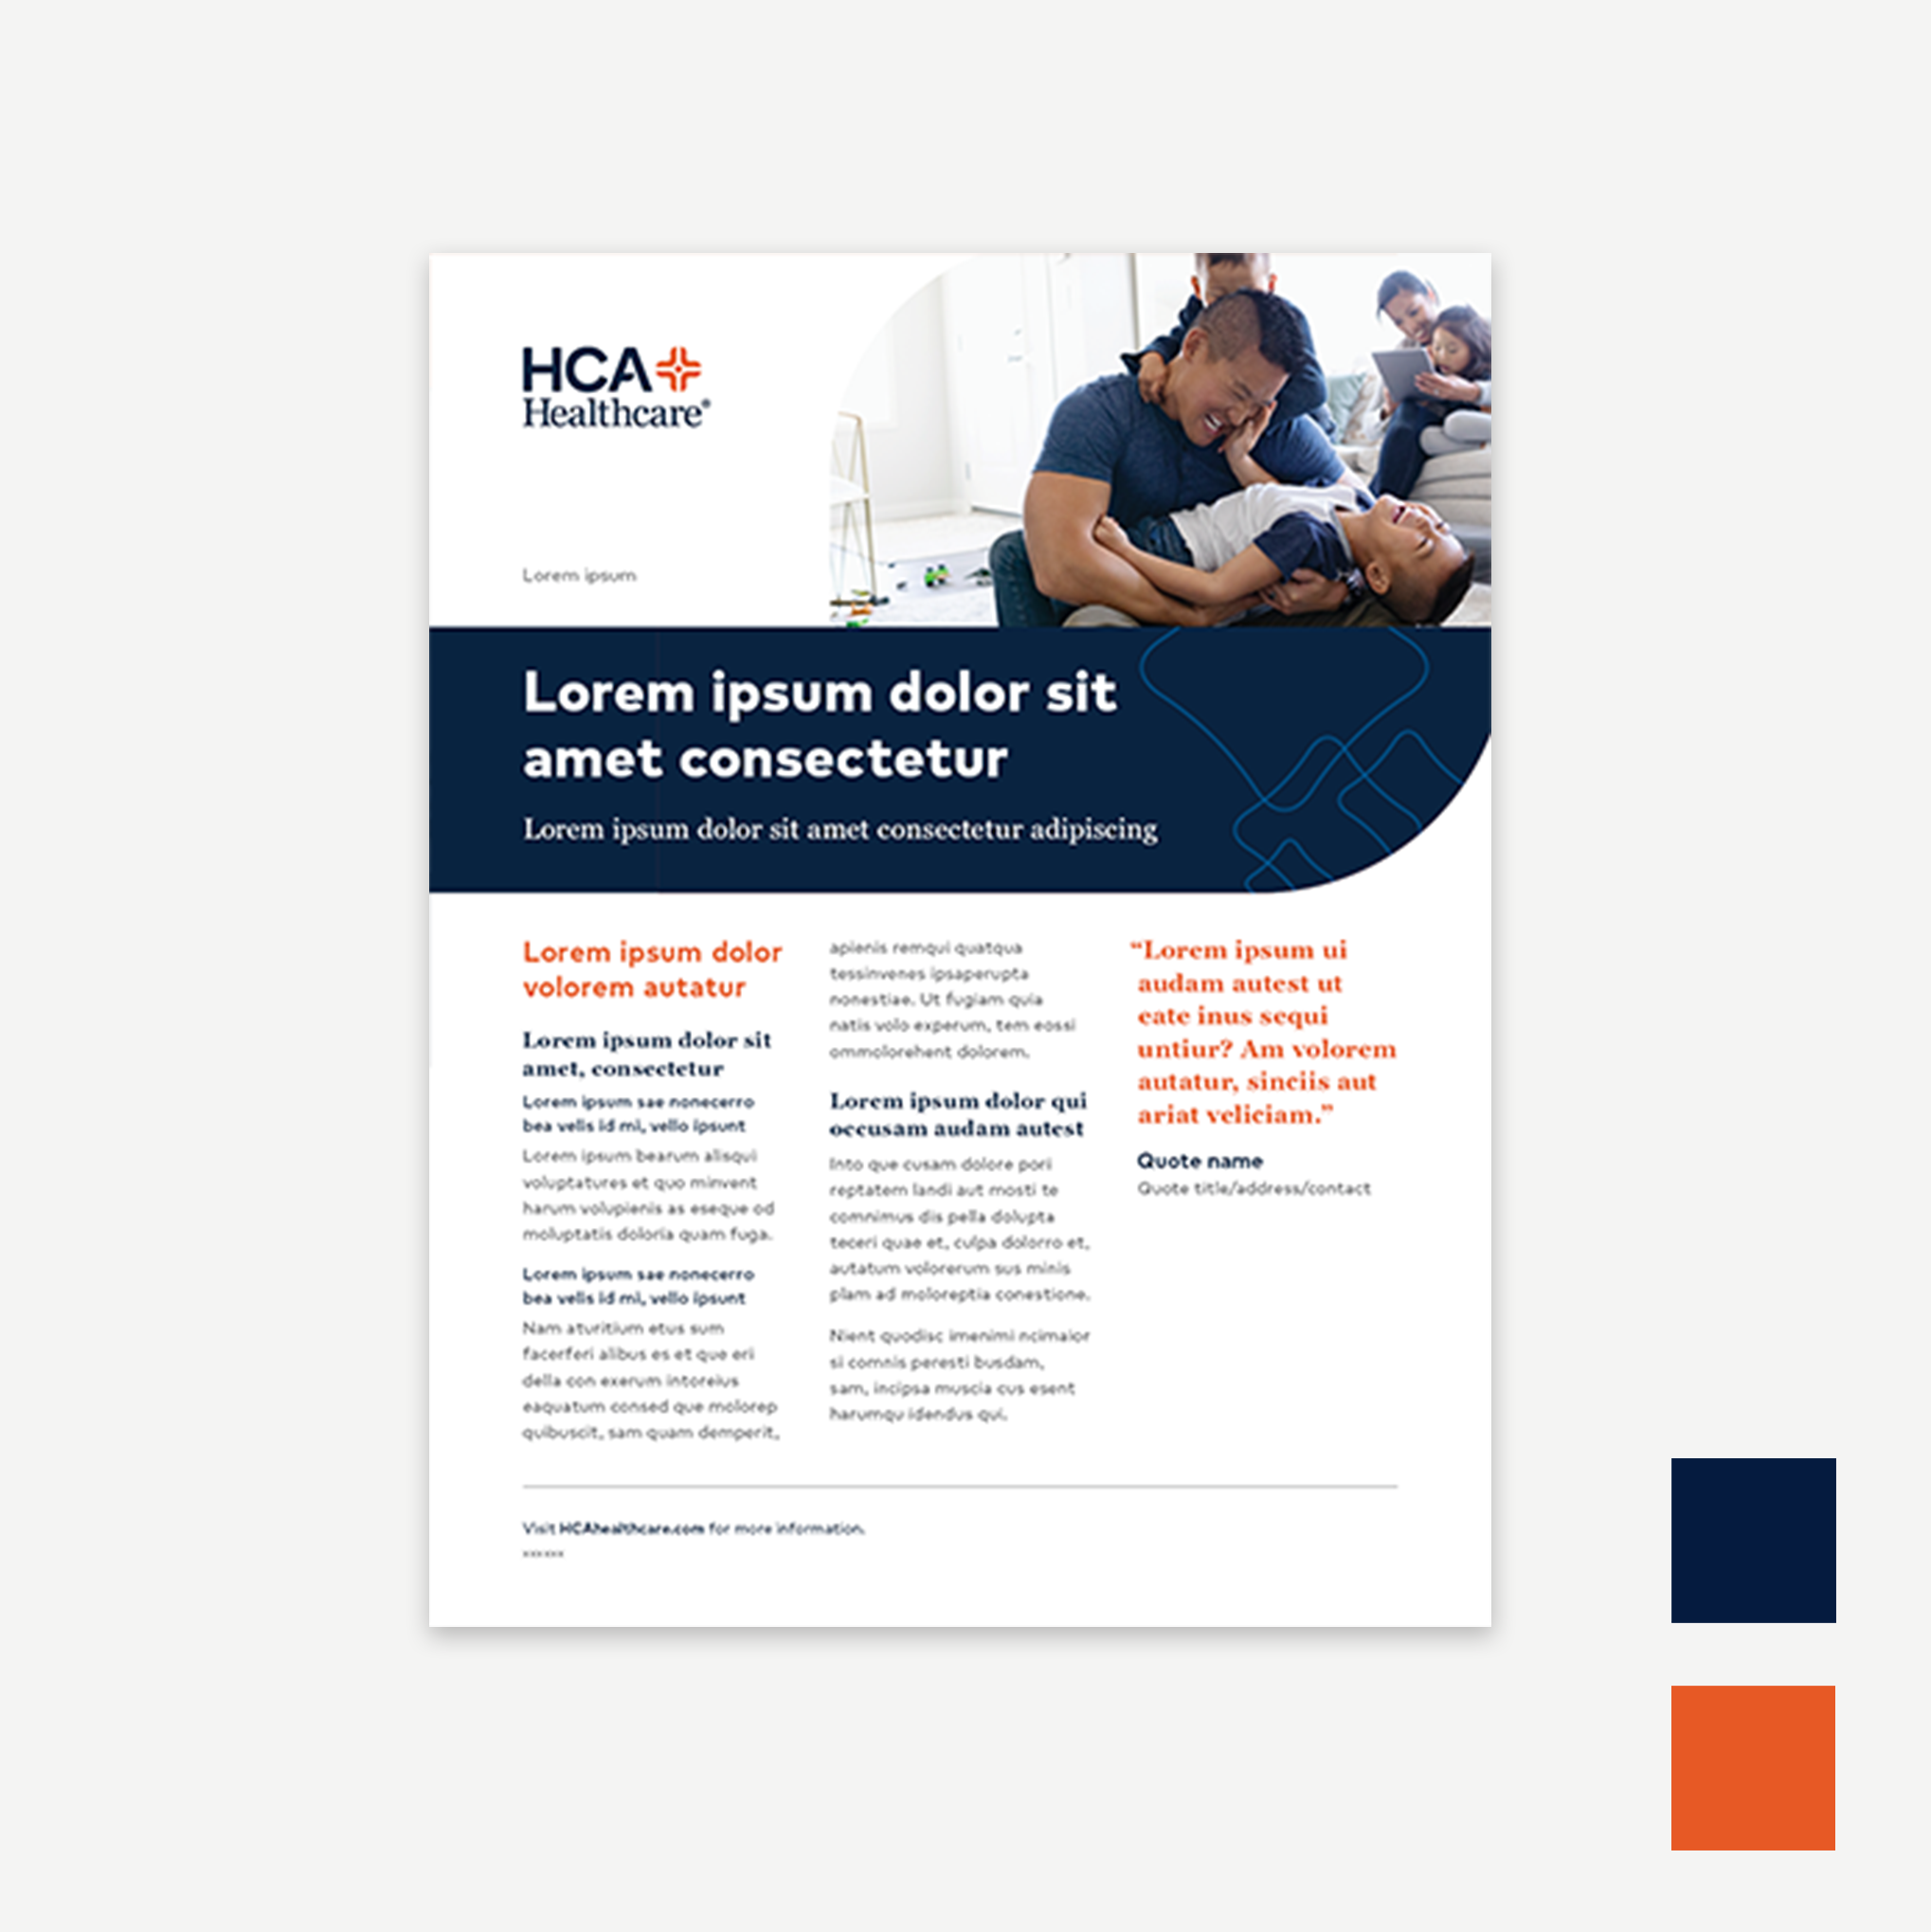 HCA
Healthcare®
Lorem ipsum
Lorem ipsum dolor sit
amet consectetur
Lorem ipsum dolor sit amet consectetur adipiscing
Lorem ipsum dolor
volorem autatur
Lorem ipsum dolor sit
amet, consectetur
Lorem ipsum sae nonecerro
bea velis id mi, vello ipsunt
Lorem ipsum bearum alisqui
voluptatures et quo minvent
harum volupienis as eseque od
moluptatis doloria quam fuga.
Lorem ipsum sae nonecerro
bea velis id mi, vello ipsunt
Nam aturitium etus sum
facerferi alibus es et que eri
della con exerum intoreius
eaquatum consed que molorep
quibuscit, sam quam demperit,
apienis remqui quatqua
tessinvenes ipsaperupta
nonestiae. Ut fugiam quia
natis volo experum, tem eossi
ommolorehent dolorem.
Lorem ipsum dolor qui
occusam audam autest
Into que cusam dolore pori
reptatem landi aut mosti te
comnimus dis pella dolupta
teceri quae et, culpa dolorro et,
autatum volorerum sus minis
plam ad moloreptia conestione.
Nient quodisc imenimi ncimaior
si comnis peresti busdam,
sam, incipsa muscia cus esent
harumqu idendus qui.
“Lorem ipsum ui
audam autest ut
eate inus sequi
untiur? Am volorem
autatur, sinciis aut
ariat veliciam.”
Quote name
Quote title/address/contact
Visit HCAhealthcare.com for more information.
xxxxxx